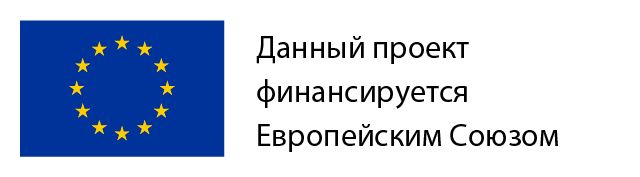 Данный проект
финансируется
Европейским Союзом